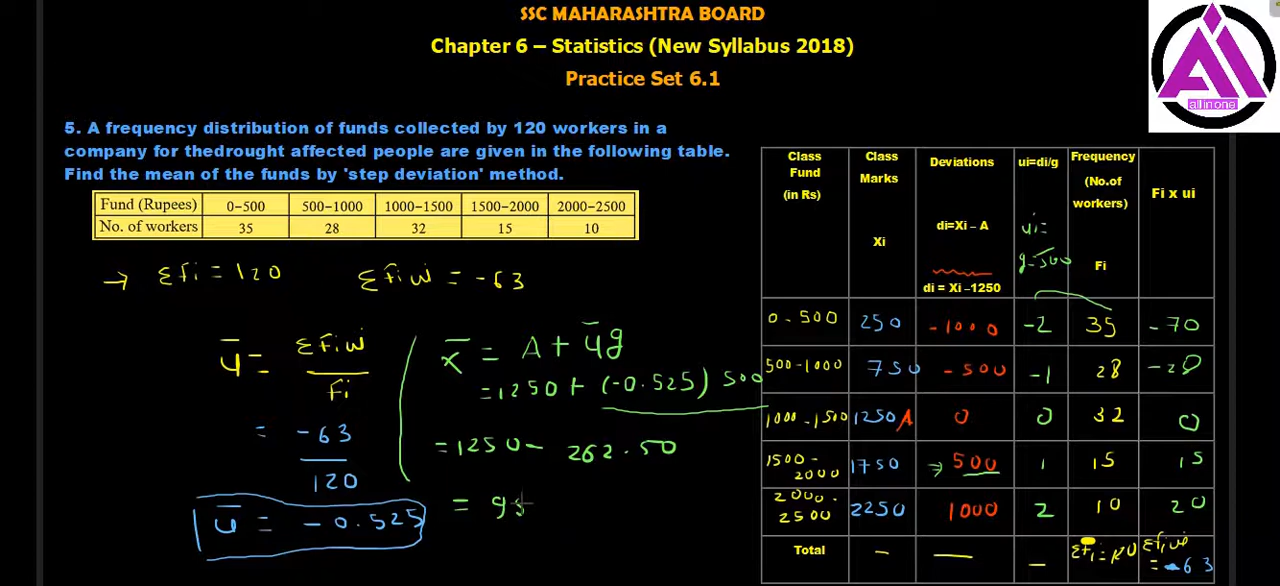 SSC MAHARASHTRA BOARD
Chapter 6 – Statistics (New Syllabus 2018)
Practice Set 6.1
all in one
5. A frequency distribution of funds collected by 120 workers in a
company for thedrought affected people are given in the following table.
Find the mean of the funds by 'step deviation' method.
Fund (Rupees) 0-500 500-1000 1000-1500 1500-2000 2000-2500
No. of workers 35 28 32 15 10
→ Σfi = 120 Σfiui = -63
ū = Σfiui / fi
= -63 / 120
ū = -0.525
x̄ = A + ūg
= 1250 + (-0.525) 500
= 1250 - 262.50
= 98
Class Fund (in Rs) Class Marks Xi Deviations di=Xi – A di = Xi –1250 ui=di/g ui= g=500 Frequency (No.of workers) Fi Fi x ui
0-500 250 -1000 -2 35 -70
500-1000 750 -500 -1 28 -28
1000-1500 1250 A 0 0 32 0
1500-2000 1750 → 500 1 15 15
2000-2500 2250 1000 2 10 20
Total — — — Σfi=120 Σfiui = -63